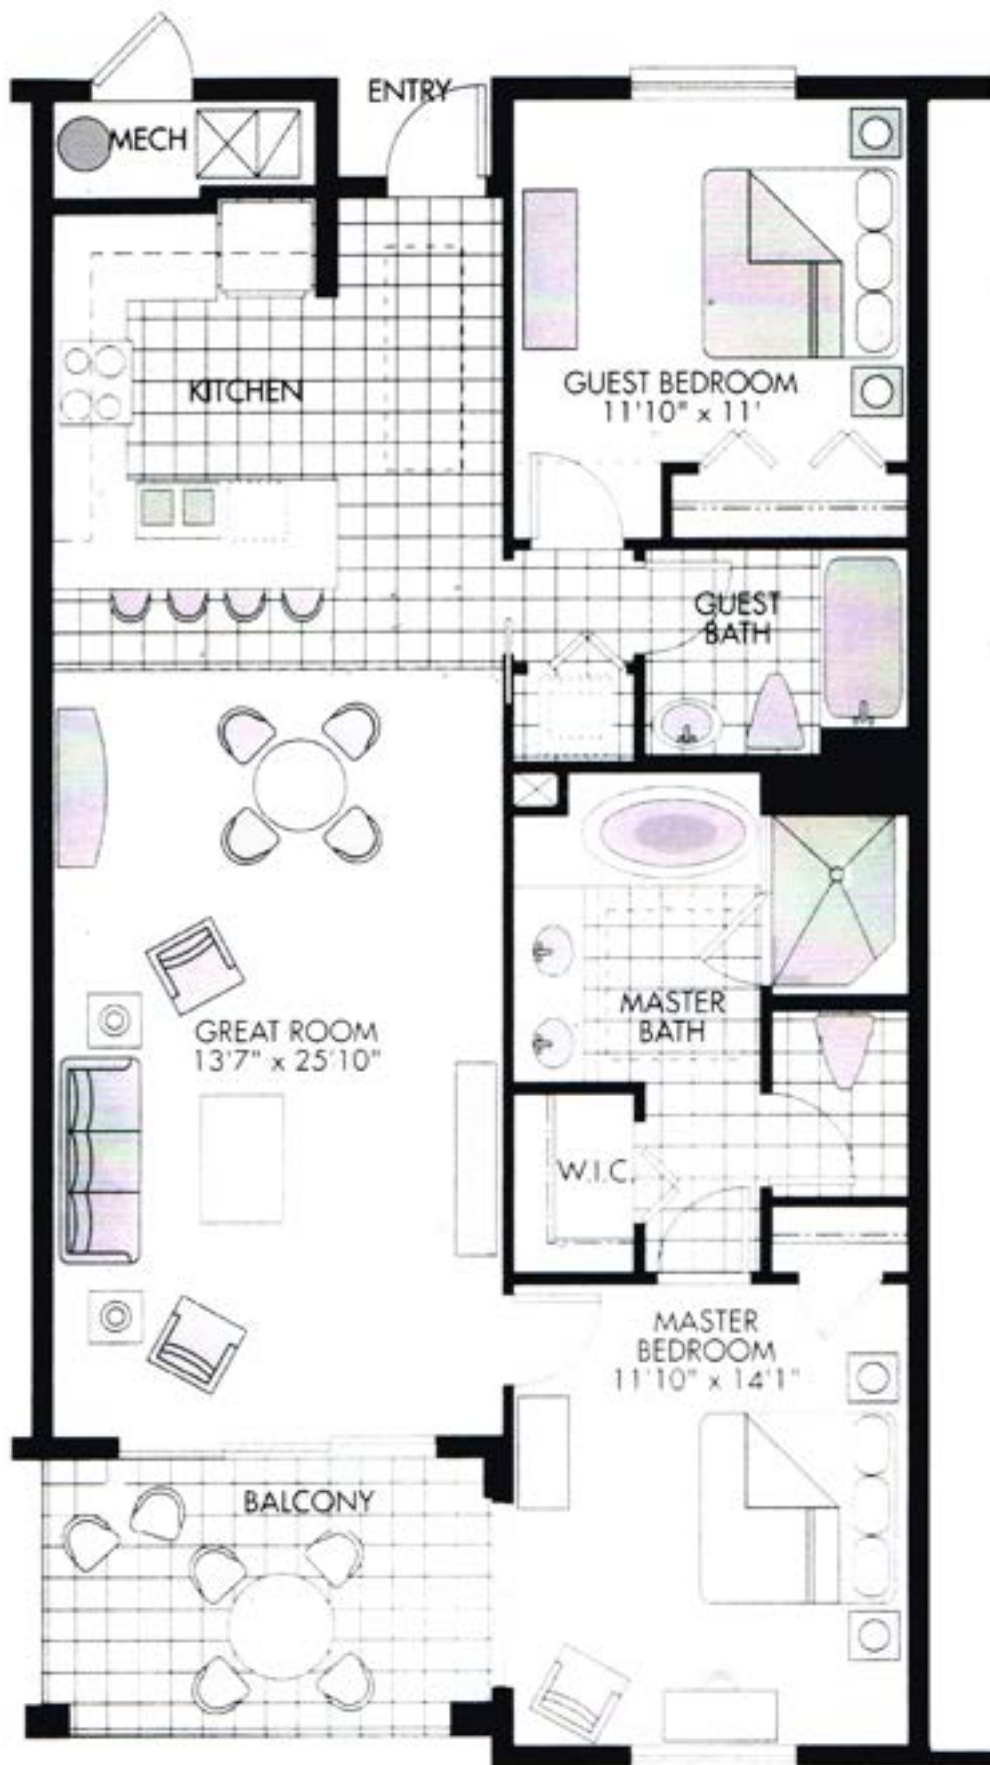 ENTRY
MECH
KITCHEN
GUEST BEDROOM
11'10" x 11'
GUEST
BATH
GREAT ROOM
13'7" x 25'10"
MASTER
BATH
W.I.C.
MASTER
BEDROOM
11'10" x 14'1"
BALCONY